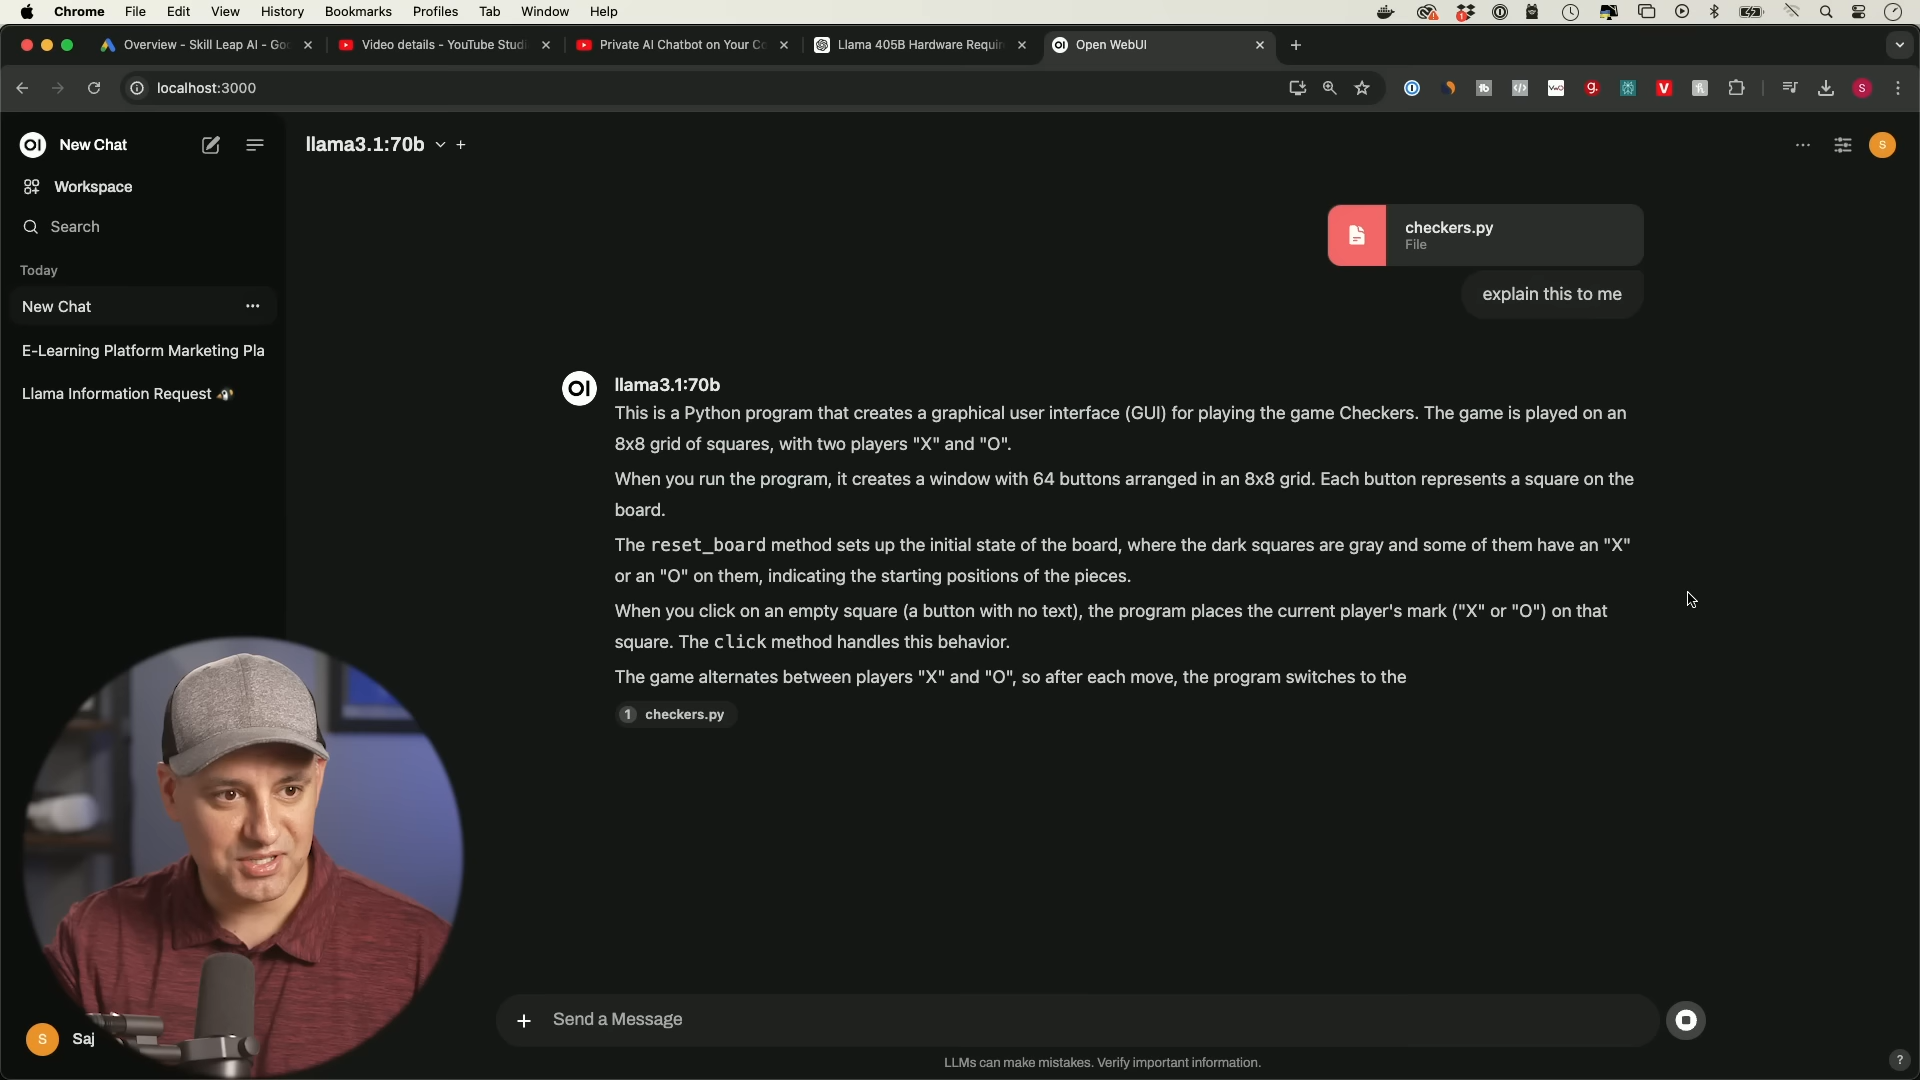 Chrome File Edit View History Bookmarks Profiles Tab Window Help
Overview - Skill Leap AI - Goo
Video details - YouTube Studi
Private AI Chatbot on Your Co
Llama 405B Hardware Requir
OI Open WebUI
localhost:3000
OI New Chat
llama3.1:70b
S
Workspace
Search
Today
New Chat
E-Learning Platform Marketing Pla
Llama Information Request
checkers.py
File
explain this to me
OI llama3.1:70b
This is a Python program that creates a graphical user interface (GUI) for playing the game Checkers. The game is played on an
8x8 grid of squares, with two players "X" and "O".
When you run the program, it creates a window with 64 buttons arranged in an 8x8 grid. Each button represents a square on the
board.
The reset_board method sets up the initial state of the board, where the dark squares are gray and some of them have an "X"
or an "O" on them, indicating the starting positions of the pieces.
When you click on an empty square (a button with no text), the program places the current player's mark ("X" or "O") on that
square. The click method handles this behavior.
The game alternates between players "X" and "O", so after each move, the program switches to the
1 checkers.py
S Saj
Send a Message
LLMs can make mistakes. Verify important information.
?